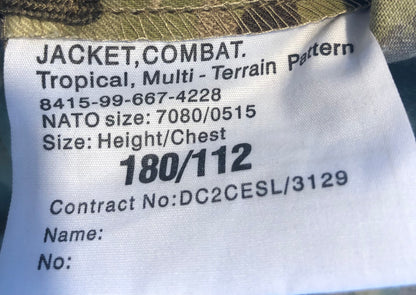 JACKET,COMBAT.
Tropical, Multi - Terrain Pattern
8415-99-667-4228
NATO size: 7080/0515
Size: Height/Chest
180/112
Contract No:DC2CESL/3129
Name:
No: